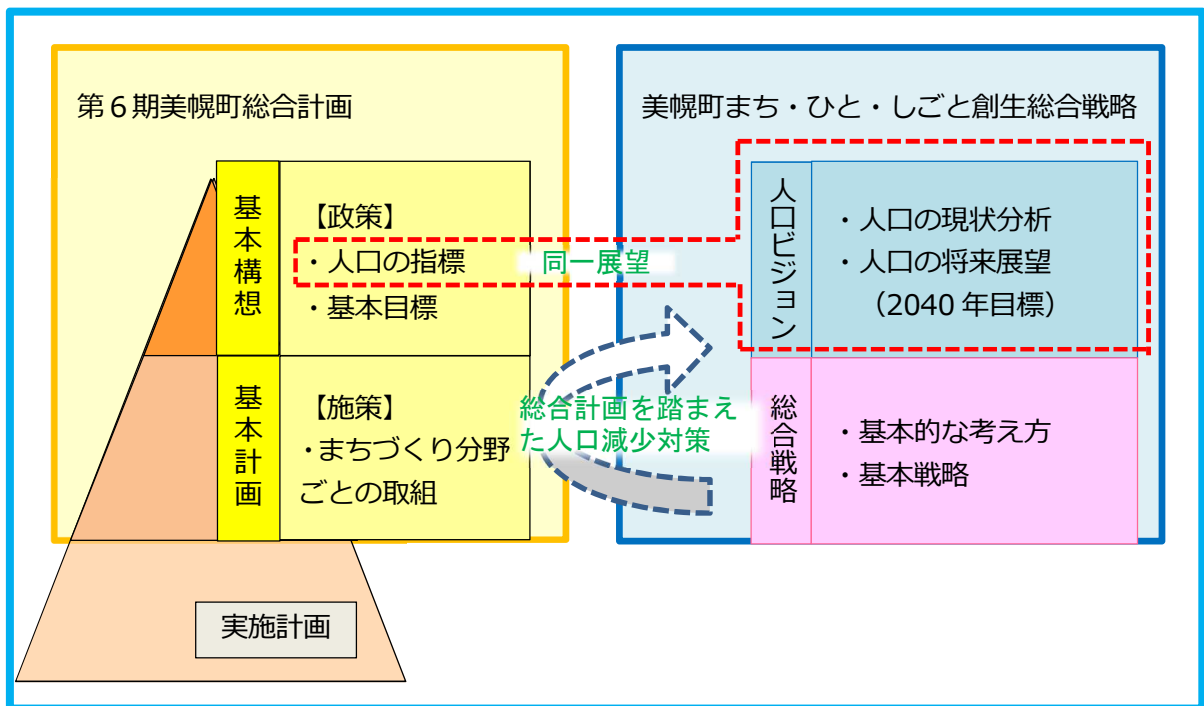 第6期美幌町総合計画
基本構想
【政策】
・人口の指標
・基本目標
基本計画
【施策】
・まちづくり分野
ごとの取組
実施計画
同一展望
総合計画を踏まえ
た人口減少対策
美幌町まち・ひと・しごと創生総合戦略
人口ビジョン
・人口の現状分析
・人口の将来展望
（2040年目標）
総合戦略
・基本的な考え方
・基本戦略